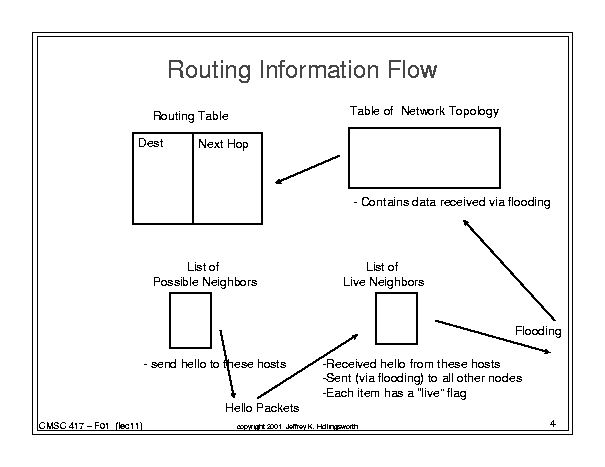 Routing Information Flow
Routing Table
Table of Network Topology
Dest
Next Hop
- Contains data received via flooding
List of
Possible Neighbors
List of
Live Neighbors
Flooding
- send hello to these hosts
-Received hello from these hosts
-Sent (via flooding) to all other nodes
-Each item has a "live" flag
Hello Packets
CMSC 417 – F01 (lec11)
copyright 2001 Jeffrey K. Hollingsworth
4